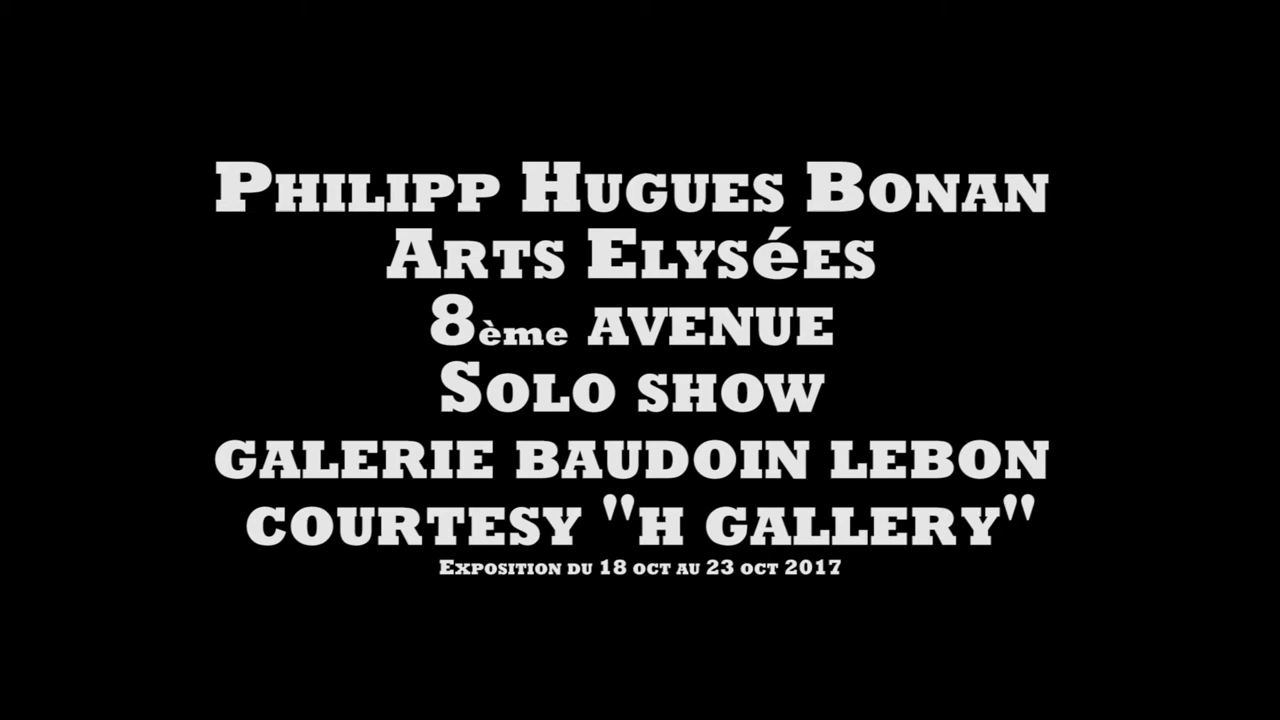 Philipp Hugues Bonan
Arts Elysées
8ème AVENUE
Solo show
GALERIE BAUDOIN LEBON
COURTESY "H GALLERY"
Exposition du 18 oct au 23 oct 2017